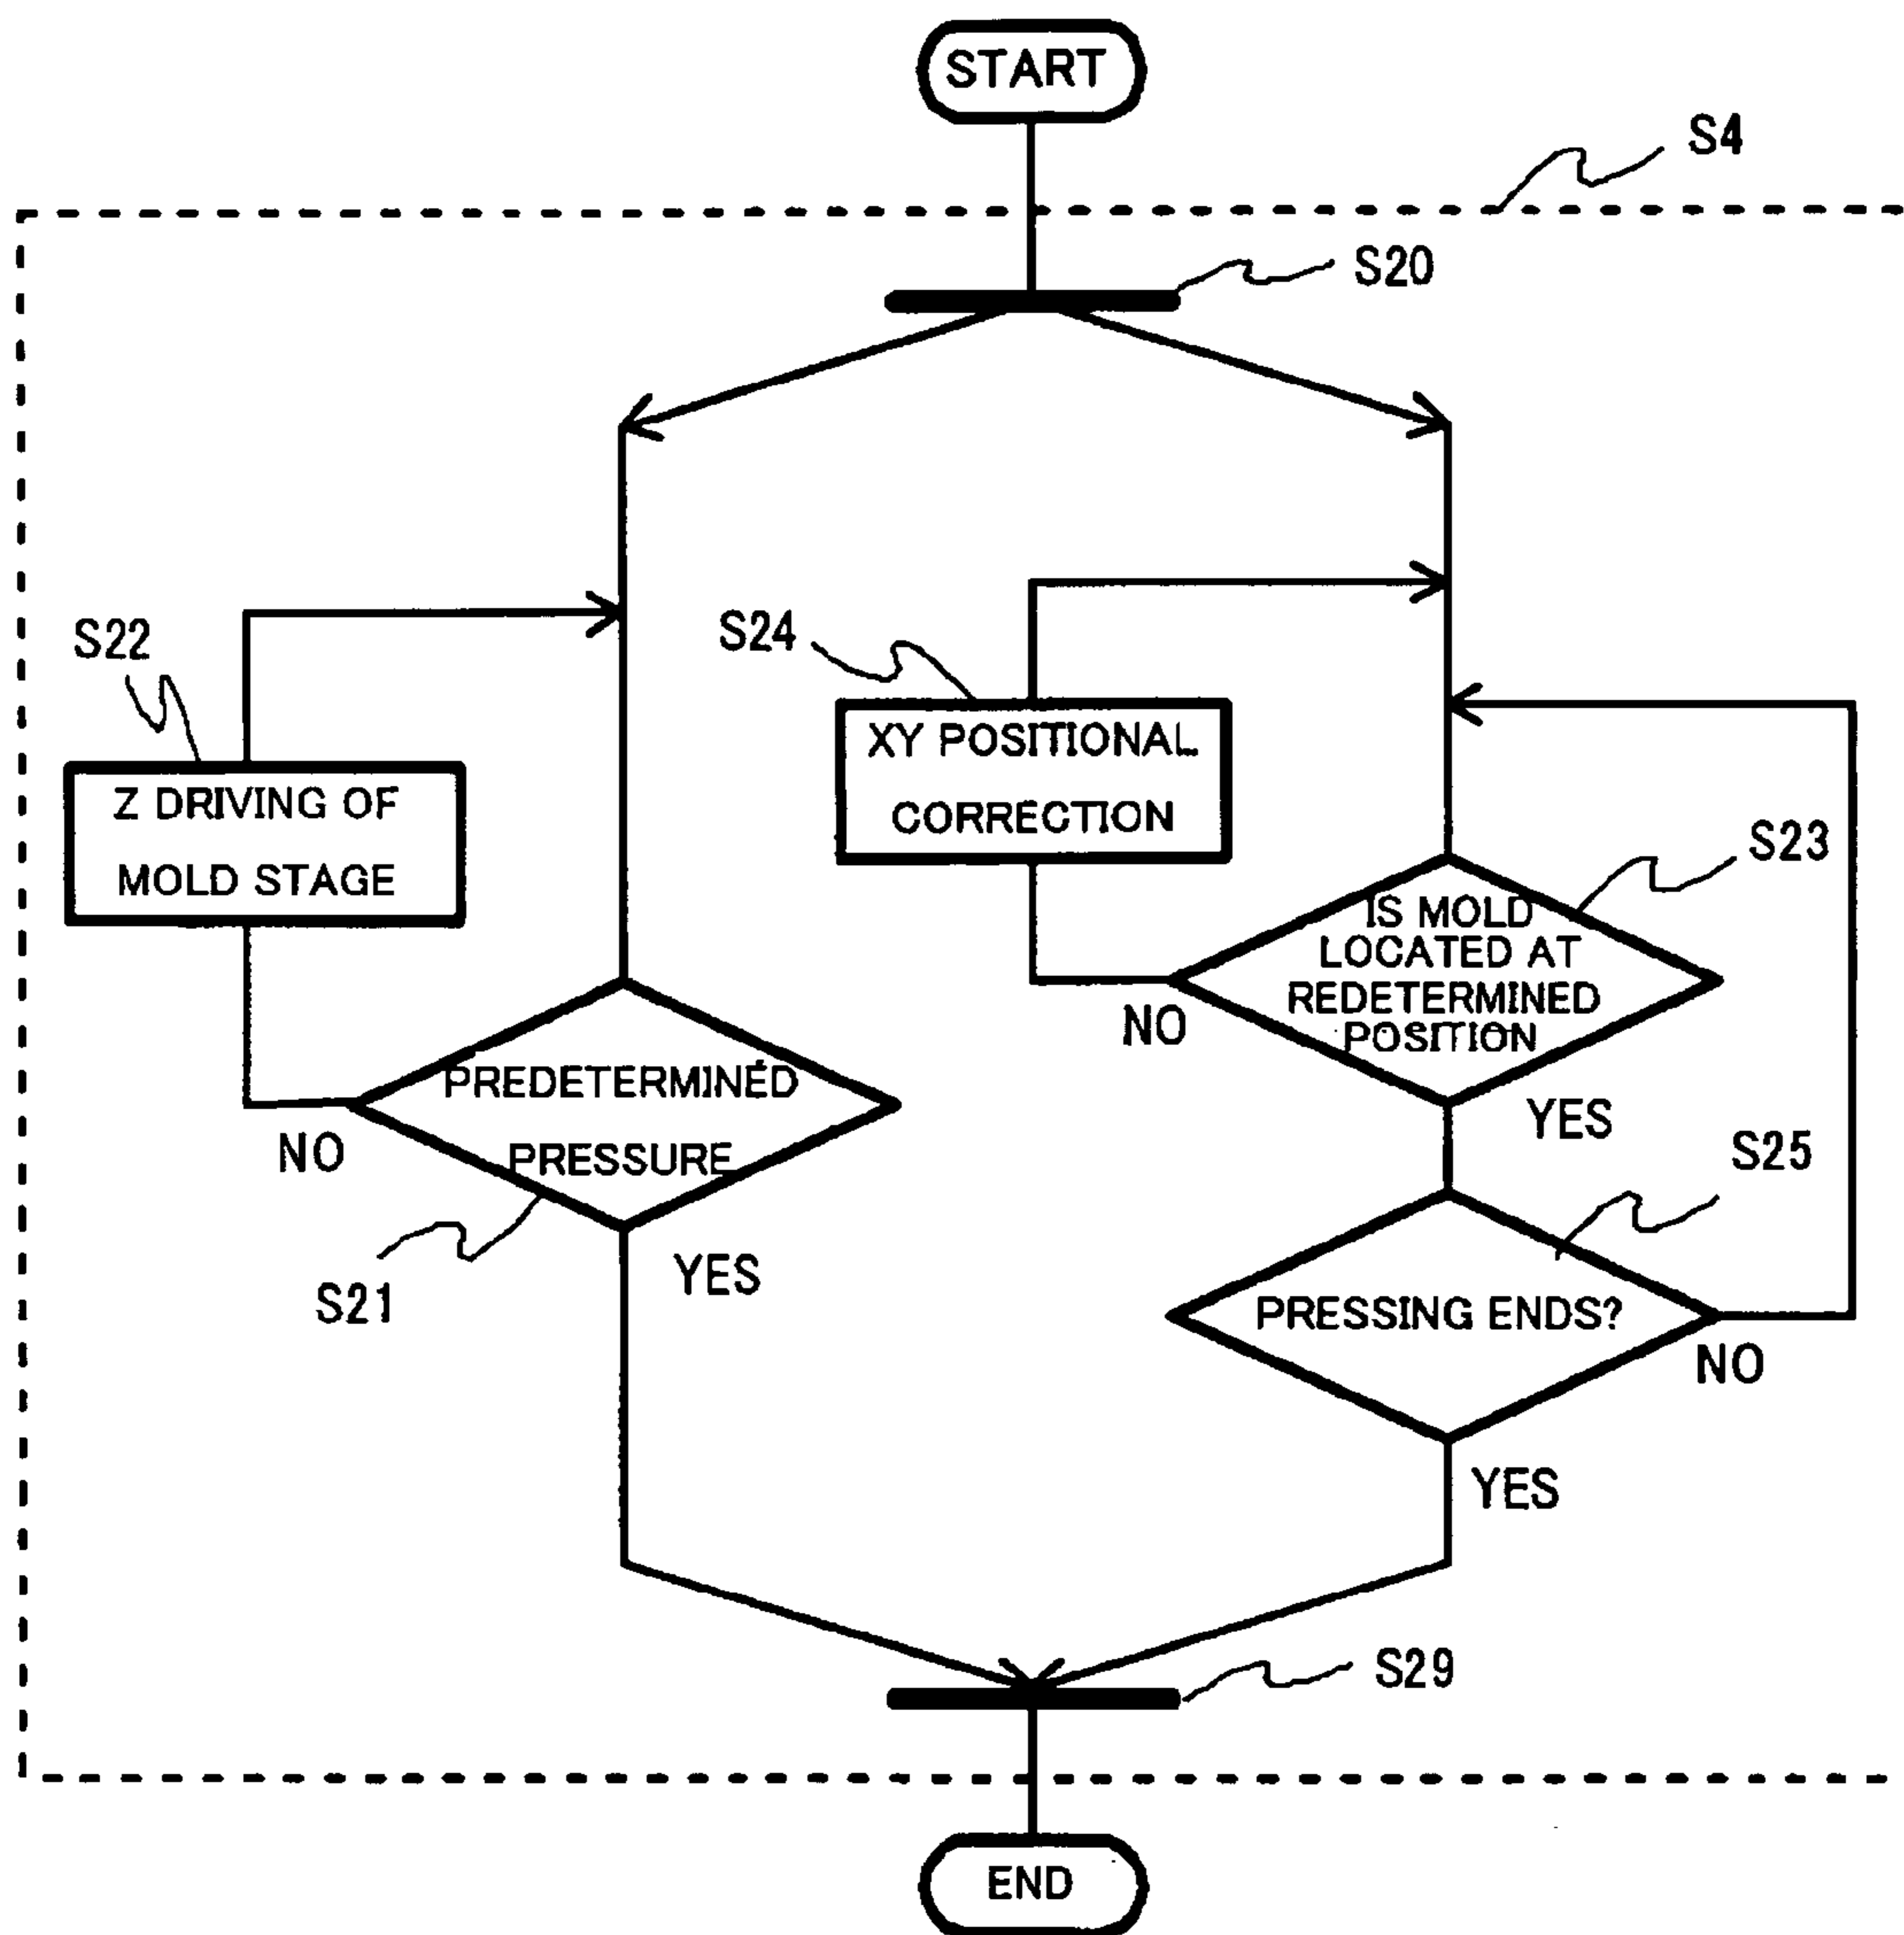 START
S4
S20
S22
S24
XY POSITIONAL
CORRECTION
Z DRIVING OF
MOLD STAGE
S23
IS MOLD
LOCATED AT
REDETERMINED
POSITION
NO
YES
PREDETERMINED
PRESSURE
NO
S25
YES
S21
PRESSING ENDS?
NO
YES
S29
END